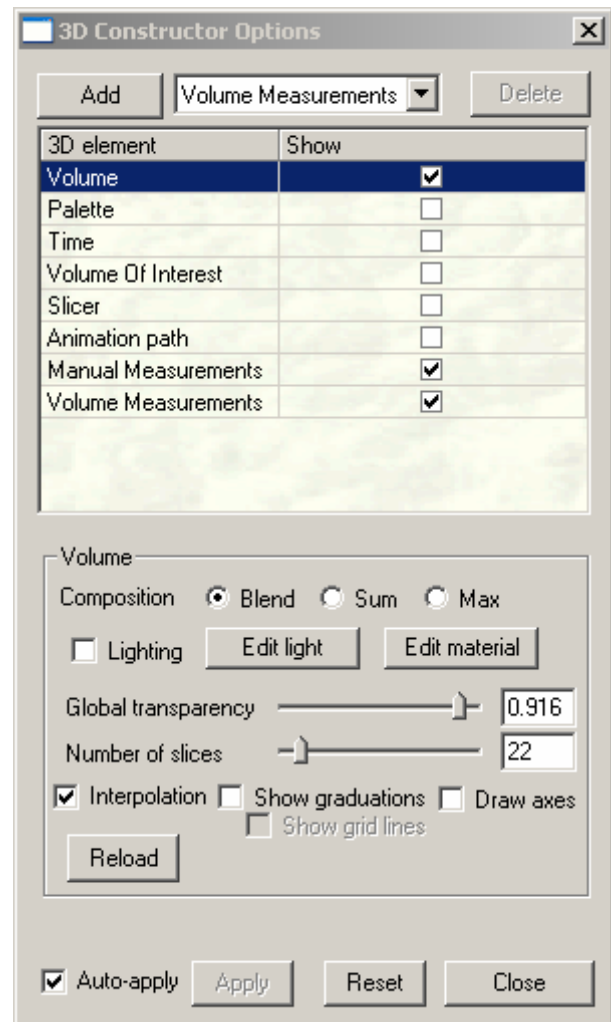 3D Constructor Options
Add Volume Measurements Delete
3D element Show
Volume
Palette
Time
Volume Of Interest
Slicer
Animation path
Manual Measurements
Volume Measurements
Volume
Composition Blend Sum Max
Lighting Edit light Edit material
Global transparency 0.916
Number of slices 22
Interpolation Show graduations Draw axes
Show grid lines
Reload
Auto-apply Apply Reset Close